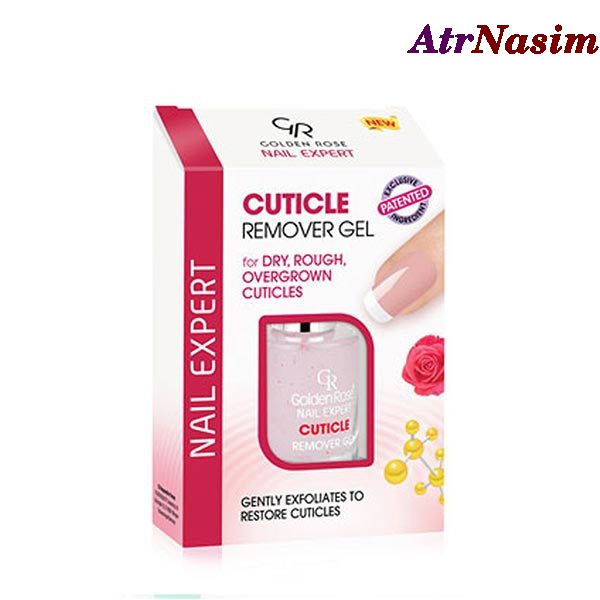 AtrNasim
GR
GOLDEN ROSE
NAIL EXPERT
NEW
CUTICLE
REMOVER GEL
EXCLUSIVE
PATENTED
INGREDIENT
for DRY, ROUGH,
OVERGROWN
CUTICLES
NAIL EXPERT
GR
Golden Rose
NAIL EXPERT
CUTICLE
REMOVER GEL
GENTLY EXFOLIATES TO
RESTORE CUTICLES